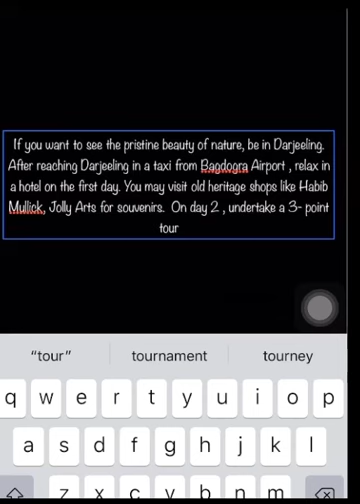 If you want to see the pristine beauty of nature, be in Darjeeling.
After reaching Darjeeling in a taxi from Bagdogra Airport , relax in
a hotel on the first day. You may visit old heritage shops like Habib
Mullick, Jolly Arts for souvenirs. On day 2 , undertake a 3- point
tour
"tour" tournament tourney
q w e r t y u i o p
a s d f g h j k l
z x c v b n m